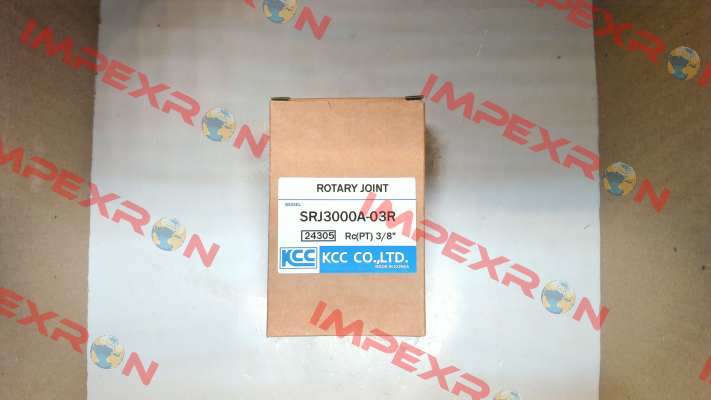 ROTARY JOINT
MODEL
SRJ3000A-03R
24305 Rc(PT) 3/8"
KCC KCC CO.,LTD.
MADE IN KOREA
IMPEXRON
IMPEXRON
IMPEXRON
IMPEXRON
IMPEXRON
IMPEXRON
IMPEXRON